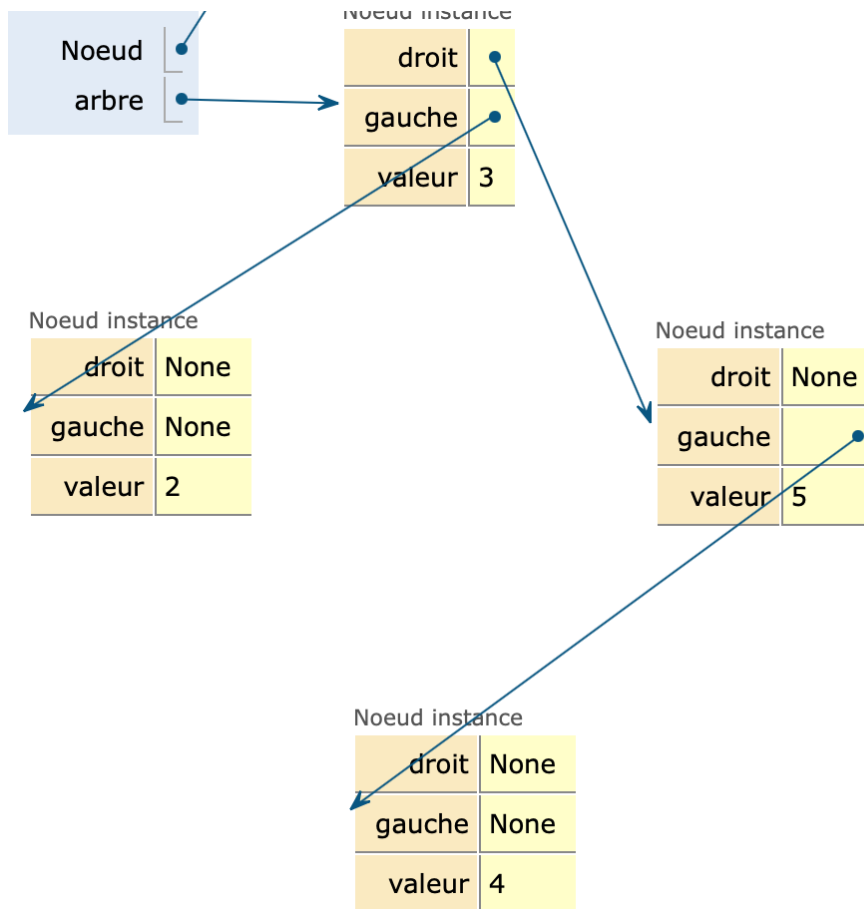 Noeud instance
Noeud
droit
arbre
gauche
valeur 3
Noeud instance
droit None
gauche None
valeur 2
Noeud instance
droit None
gauche
valeur 5
Noeud instance
droit None
gauche None
valeur 4